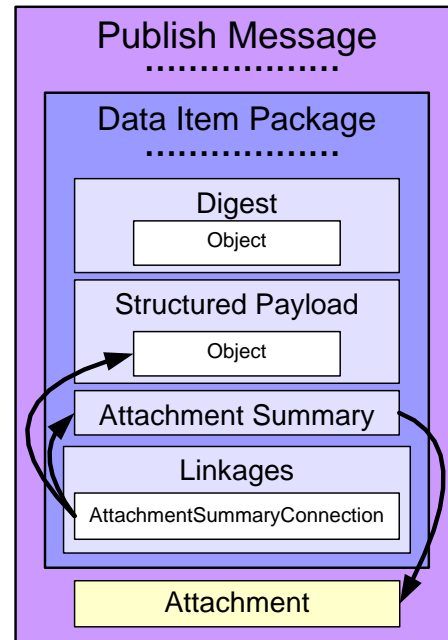 Publish Message
..................
Data Item Package
..................
Digest
Object
Structured Payload
Object
Attachment Summary
Linkages
AttachmentSummaryConnection
Attachment